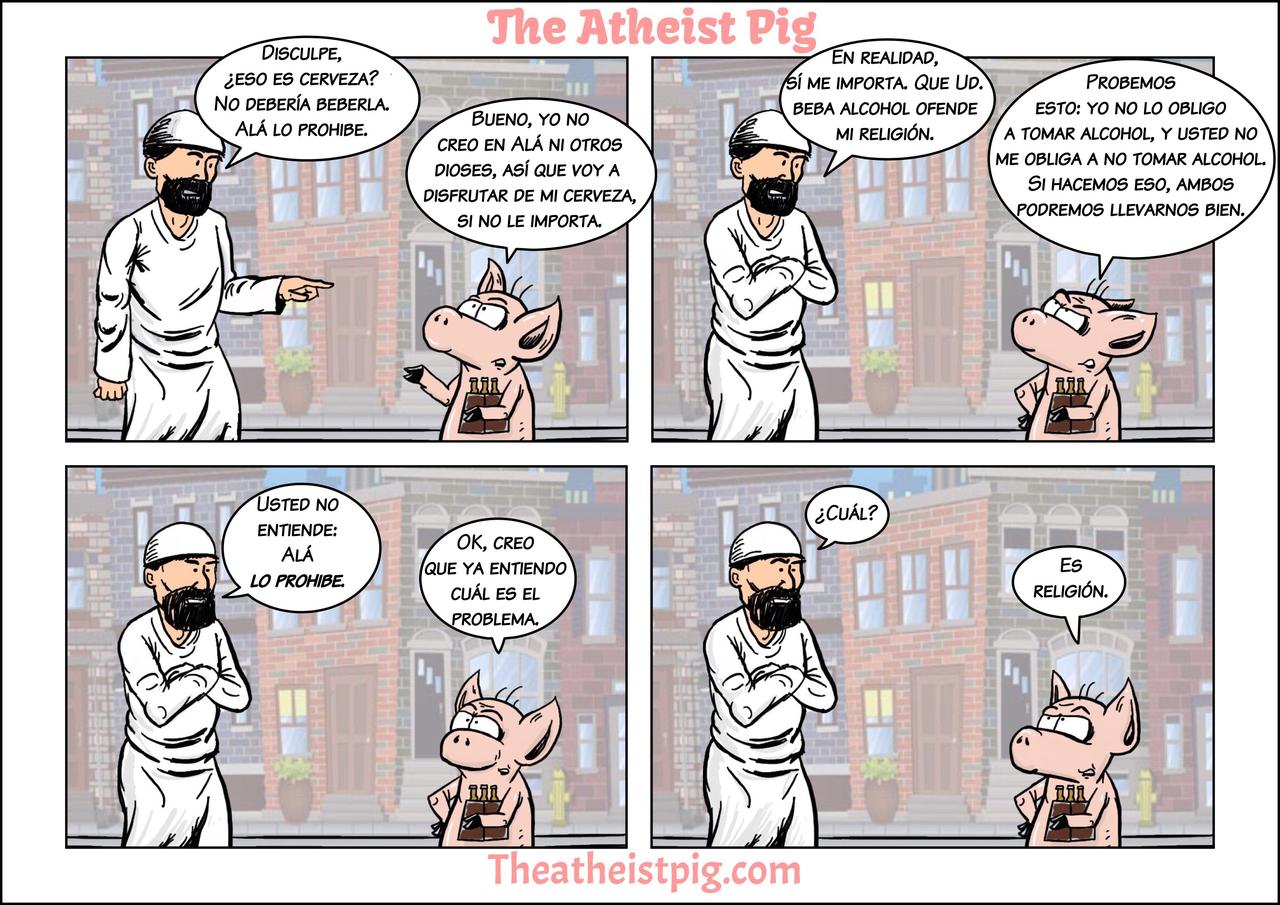 The Atheist Pig
Disculpe,
¿eso es cerveza?
No debería beberla.
Alá lo prohibe.
Bueno, yo no
creo en Alá ni otros
dioses, así que voy a
disfrutar de mi cerveza,
si no le importa.
En realidad,
sí me importa. Que Ud.
beba alcohol ofende
mi religión.
Probemos
esto: yo no lo obligo
a tomar alcohol, y usted no
me obliga a no tomar alcohol.
Si hacemos eso, ambos
podremos llevarnos bien.
Usted no
entiende:
Alá
lo prohibe.
OK, creo
que ya entiendo
cuál es el
problema.
¿Cuál?
Es
religión.
Theatheistpig.com